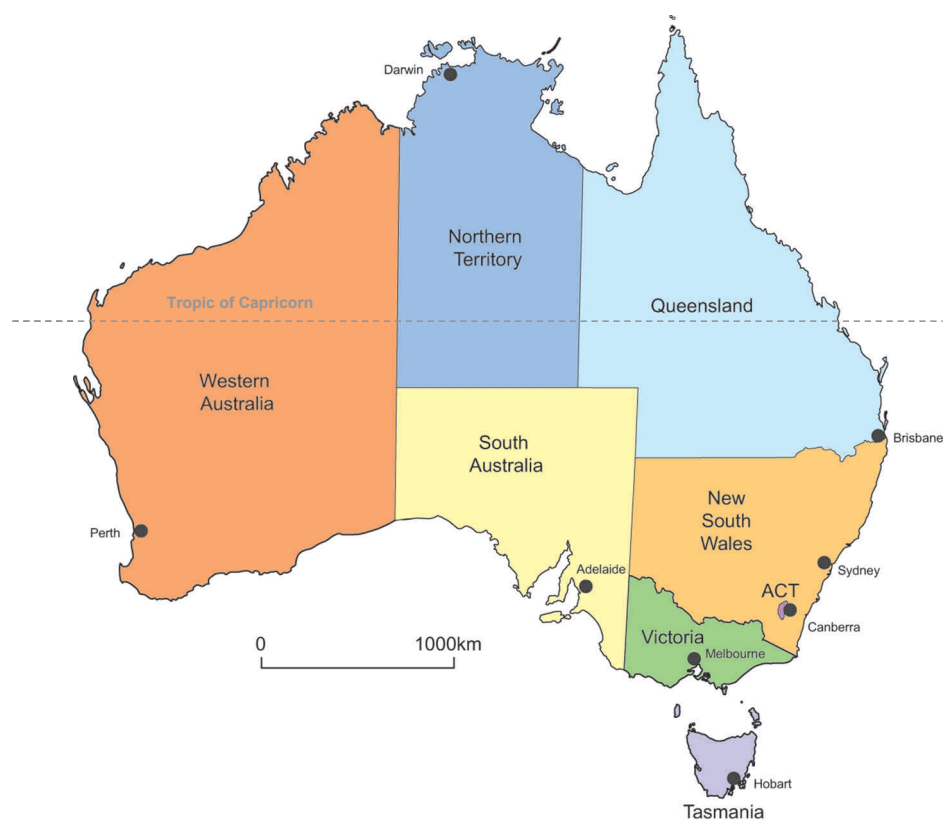 Darwin
Northern
Territory
Tropic of Capricorn
Queensland
Western
Australia
South
Australia
Brisbane
New
South
Wales
Perth
Adelaide
Sydney
ACT
Canberra
Victoria
Melbourne
0 1000km
Hobart
Tasmania